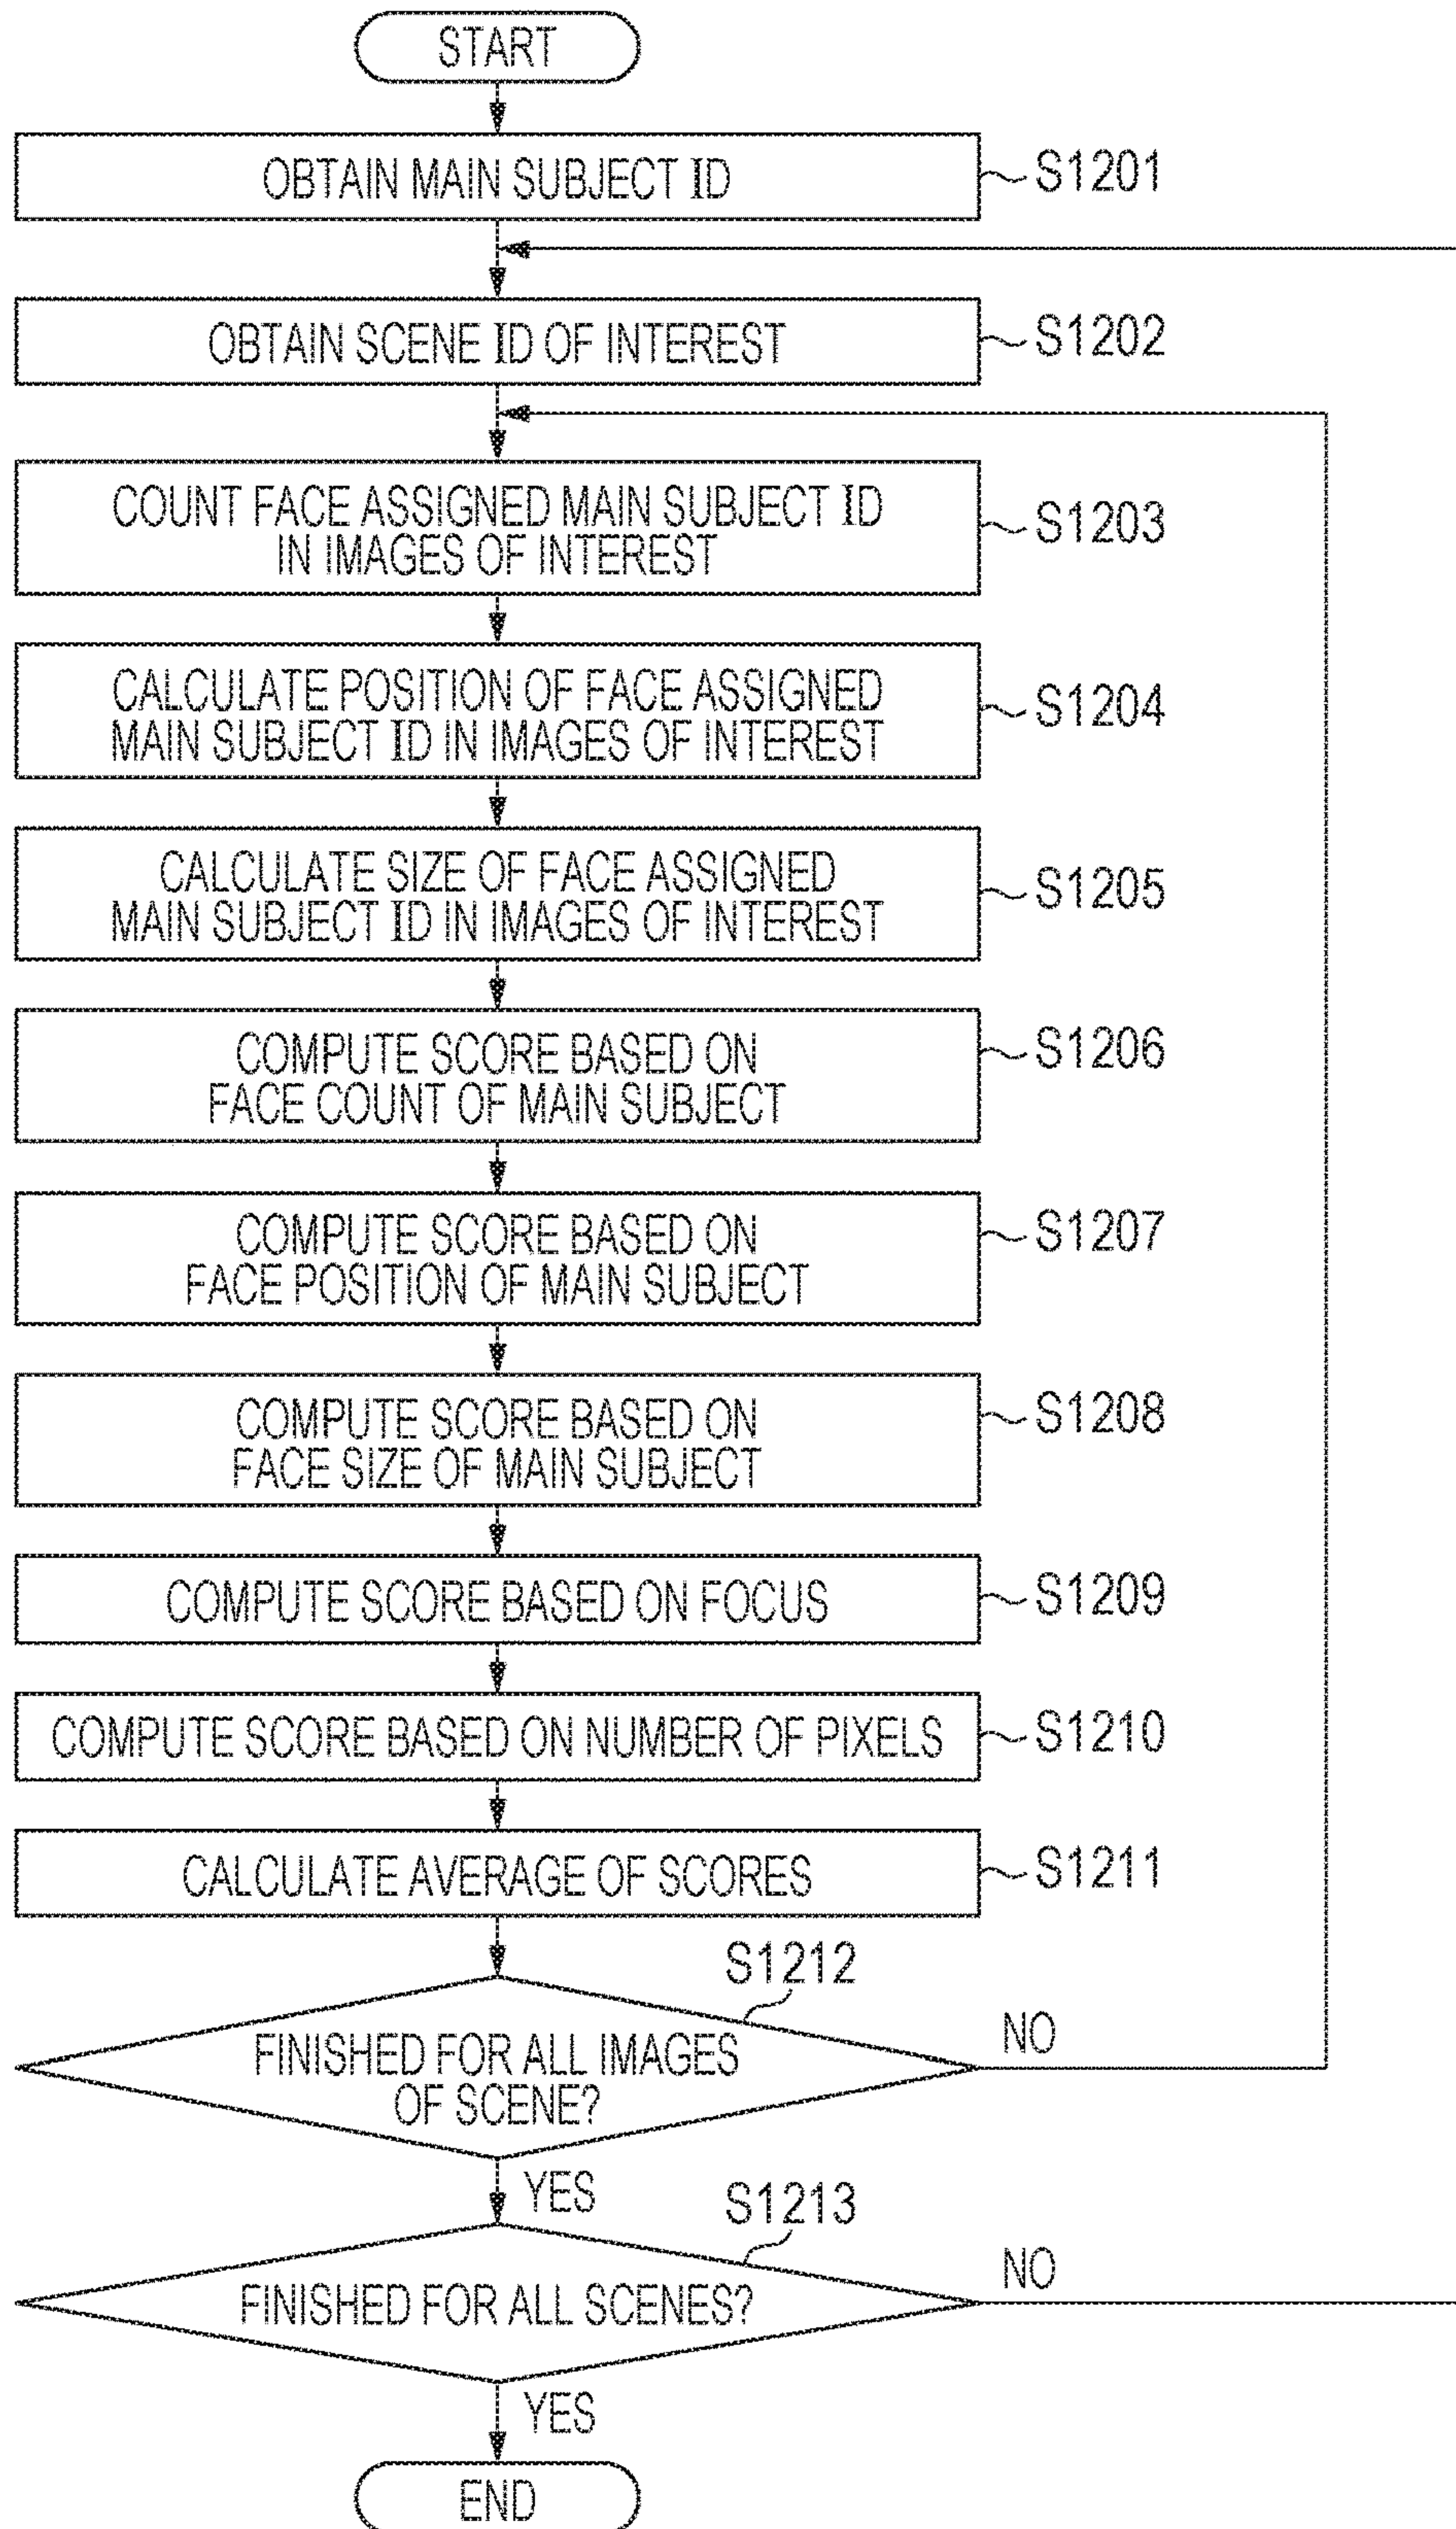 START
OBTAIN MAIN SUBJECT ID
S1201
OBTAIN SCENE ID OF INTEREST
S1202
COUNT FACE ASSIGNED MAIN SUBJECT ID
IN IMAGES OF INTEREST
S1203
CALCULATE POSITION OF FACE ASSIGNED
MAIN SUBJECT ID IN IMAGES OF INTEREST
S1204
CALCULATE SIZE OF FACE ASSIGNED
MAIN SUBJECT ID IN IMAGES OF INTEREST
S1205
COMPUTE SCORE BASED ON
FACE COUNT OF MAIN SUBJECT
S1206
COMPUTE SCORE BASED ON
FACE POSITION OF MAIN SUBJECT
S1207
COMPUTE SCORE BASED ON
FACE SIZE OF MAIN SUBJECT
S1208
COMPUTE SCORE BASED ON FOCUS
S1209
COMPUTE SCORE BASED ON NUMBER OF PIXELS
S1210
CALCULATE AVERAGE OF SCORES
S1211
S1212
FINISHED FOR ALL IMAGES
OF SCENE?
NO
YES
S1213
FINISHED FOR ALL SCENES?
NO
YES
END